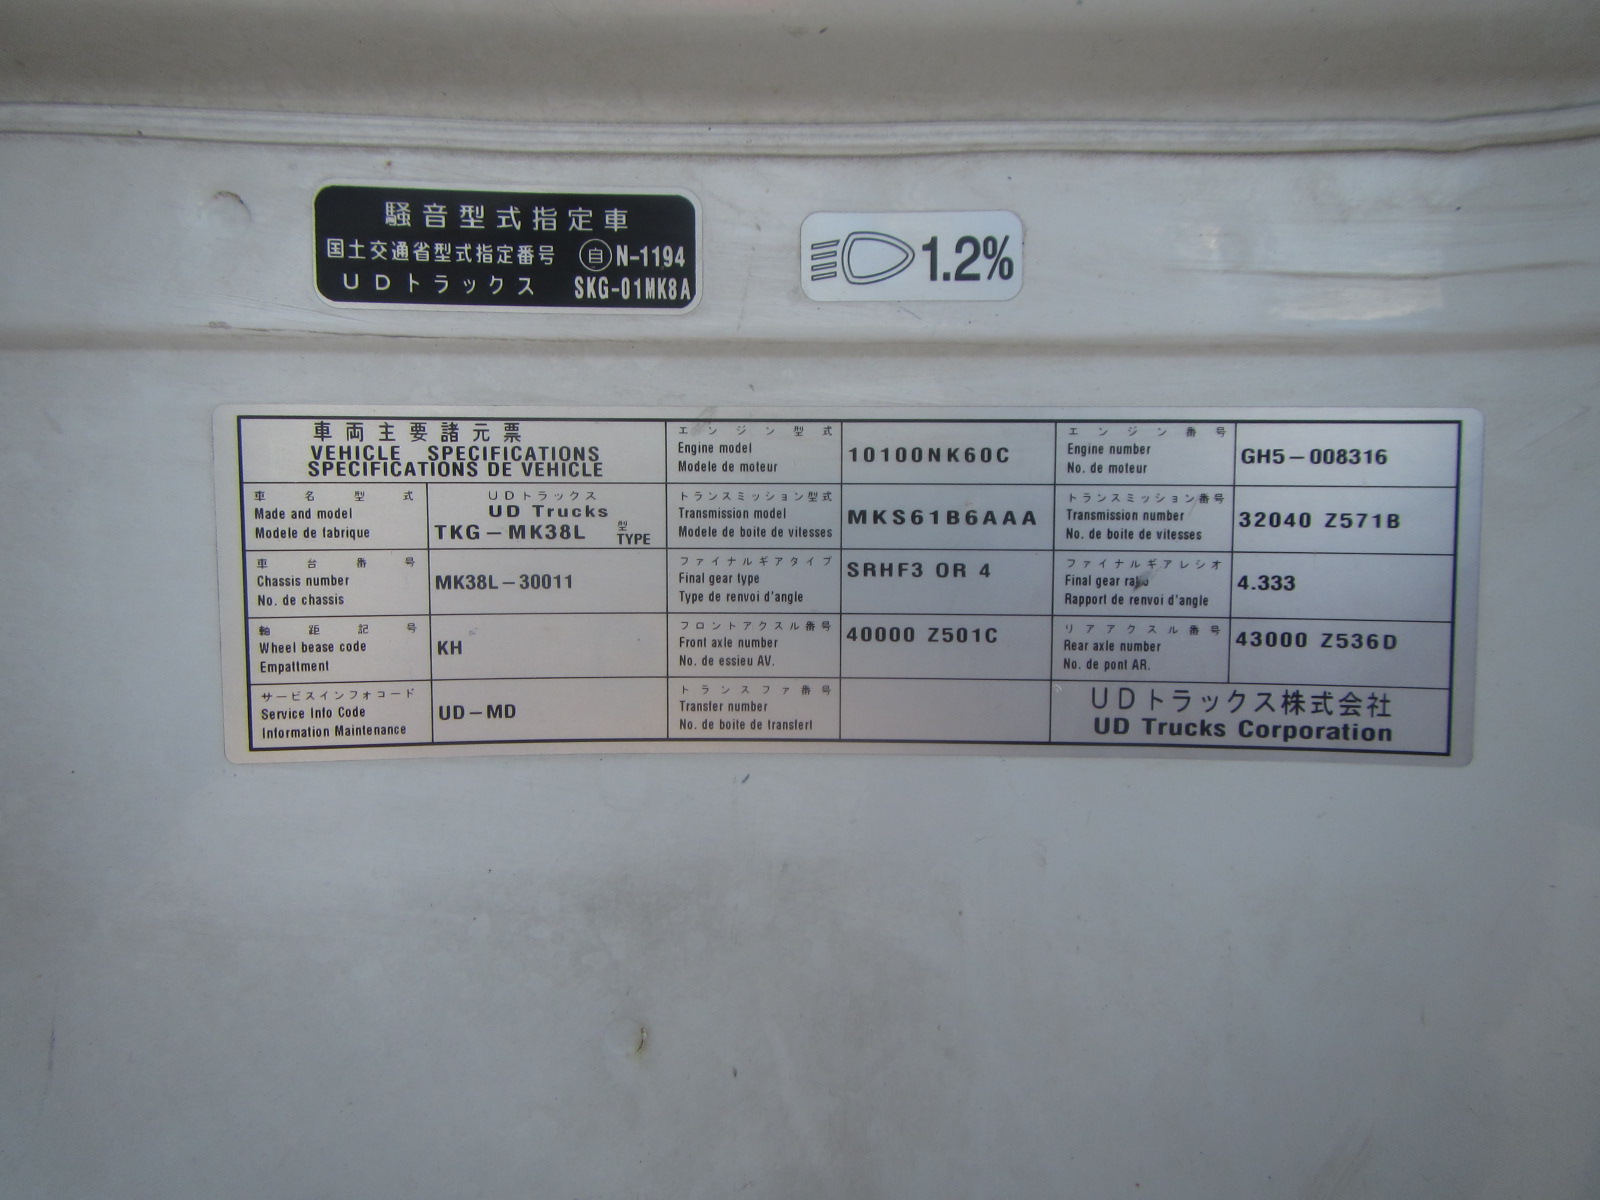 騒音型式指定車
国土交通省型式指定番号 自 N-1194
UDトラックス SKG-01MK8A
1.2%
車両主要諸元票
VEHICLE SPECIFICATIONS
SPECIFICATIONS DE VEHICLE
エンジン型式
Engine model
Modele de moteur
10100NK60C
エンジン番号
Engine number
No. de moteur
GH5-008316
車名型式
Made and model
Modele de fabrique
UDトラックス
UD Trucks
TKG-MK38L 型 TYPE
トランスミッション型式
Transmission model
Modele de boite de vitesses
MKS61B6AAA
トランスミッション番号
Transmission number
No. de boite de vitesses
32040 Z571B
車台番号
Chassis number
No. de chassis
MK38L-30011
ファイナルギアタイプ
Final gear type
Type de renvoi d'angle
SRHF3 OR 4
ファイナルギアレシオ
Final gear ratio
Rapport de renvoi d'angle
4.333
軸距記号
Wheel bease code
Empattment
KH
フロントアクスル番号
Front axle number
No. de essieu AV.
40000 Z501C
リアアクスル番号
Rear axle number
No. de pont AR.
43000 Z536D
サービスインフォコード
Service Info Code
Information Maintenance
UD-MD
トランスファ番号
Transfer number
No. de boite de transfert
UDトラックス株式会社
UD Trucks Corporation